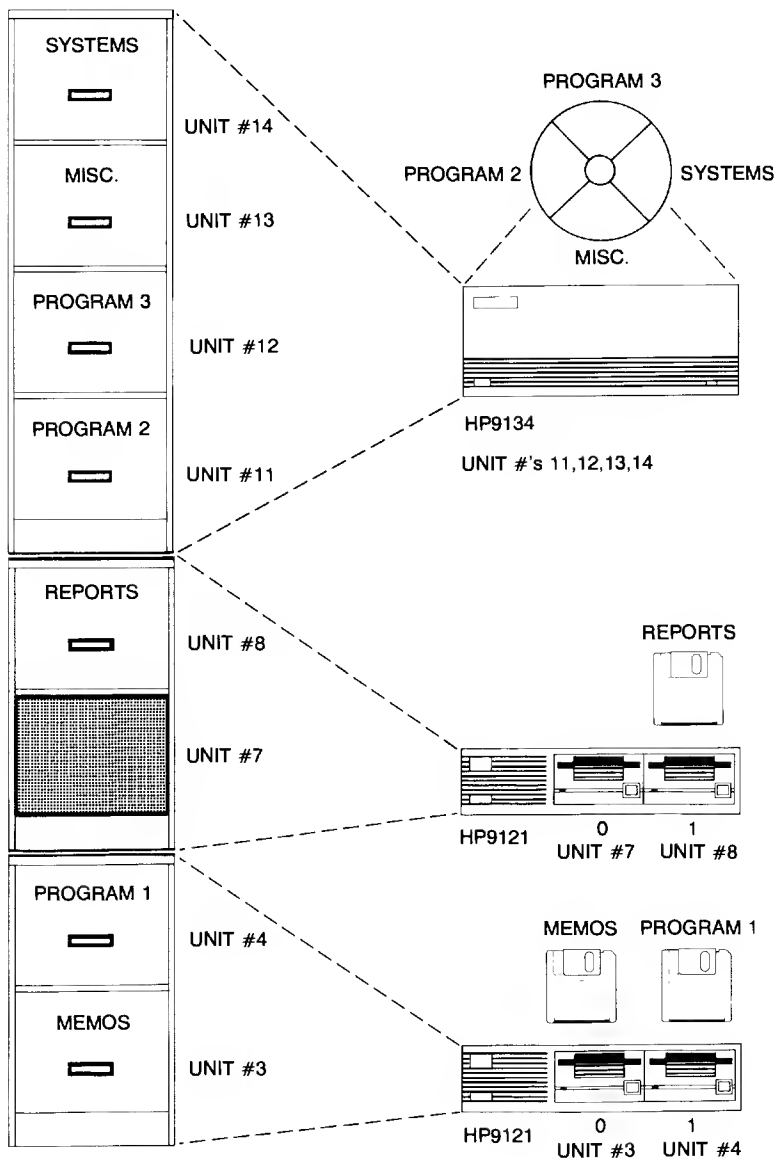 SYSTEMS
UNIT #14
MISC.
UNIT #13
PROGRAM 3
UNIT #12
PROGRAM 2
UNIT #11
PROGRAM 3
PROGRAM 2 SYSTEMS
MISC.
HP9134
UNIT #'s 11,12,13,14
REPORTS
UNIT #8
UNIT #7
REPORTS
HP9121 0 1
UNIT #7 UNIT #8
PROGRAM 1
UNIT #4
MEMOS
UNIT #3
MEMOS PROGRAM 1
HP9121 0 1
UNIT #3 UNIT #4